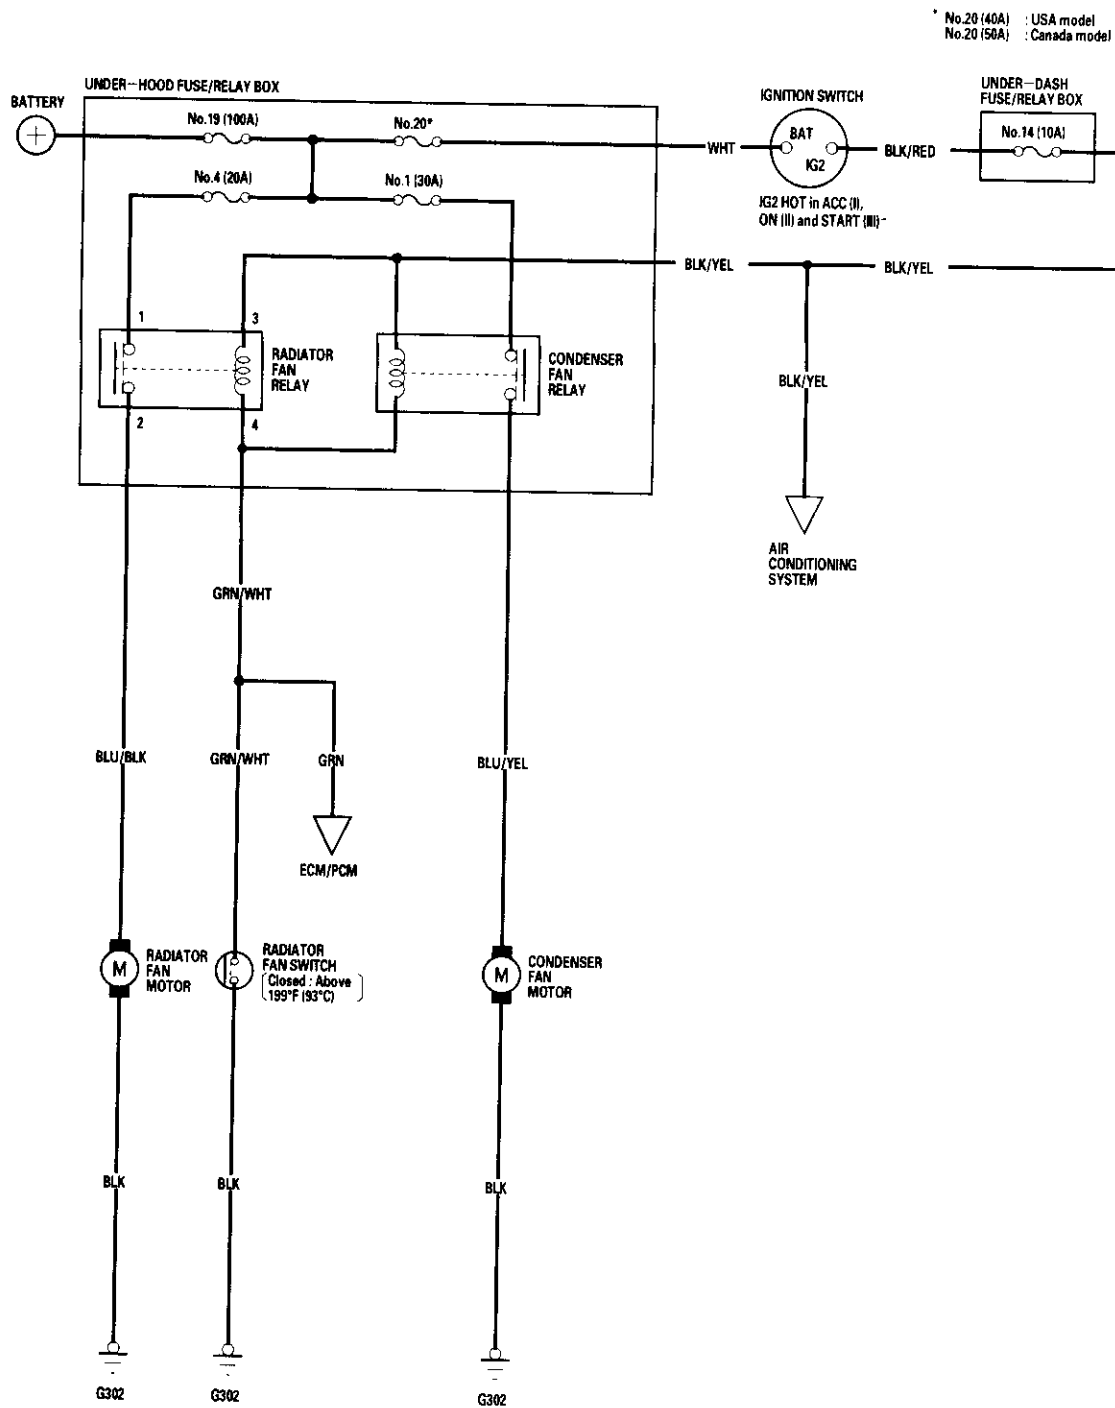 * No.20 (40A) : USA model
No.20 (50A) : Canada model
UNDER-HOOD FUSE/RELAY BOX
BATTERY
No.19 (100A)
No.20*
No.4 (20A)
No.1 (30A)
WHT
IGNITION SWITCH
BAT
IG2
IG2 HOT in ACC (I),
ON (II) and START (III)
BLK/RED
UNDER-DASH
FUSE/RELAY BOX
No.14 (10A)
BLK/YEL
BLK/YEL
BLK/YEL
AIR
CONDITIONING
SYSTEM
1
3
RADIATOR
FAN
RELAY
2
4
CONDENSER
FAN
RELAY
GRN/WHT
BLU/BLK
GRN/WHT
GRN
BLU/YEL
ECM/PCM
M
RADIATOR
FAN
MOTOR
RADIATOR
FAN SWITCH
(Closed : Above
199°F (93°C) )
M
CONDENSER
FAN
MOTOR
BLK
BLK
BLK
G302
G302
G302